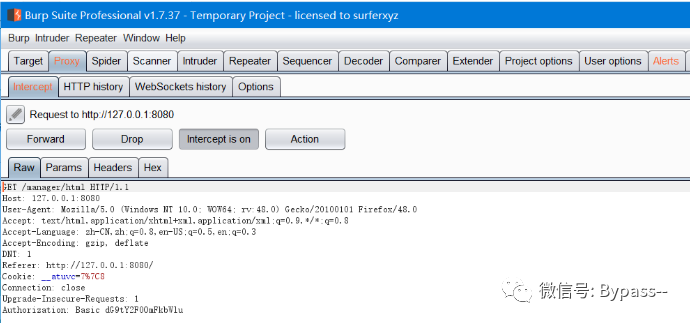 Burp Suite Professional v1.7.37 - Temporary Project - licensed to surferxyz
Burp Intruder Repeater Window Help
Target Proxy Spider Scanner Intruder Repeater Sequencer Decoder Comparer Extender Project options User options Alerts
Intercept HTTP history WebSockets history Options
Request to http://127.0.0.1:8080
Forward Drop Intercept is on Action
Raw Params Headers Hex
GET /manager/html HTTP/1.1
Host: 127.0.0.1:8080
User-Agent: Mozilla/5.0 (Windows NT 10.0; WOW64; rv:48.0) Gecko/20100101 Firefox/48.0
Accept: text/html,application/xhtml+xml,application/xml;q=0.9,*/*;q=0.8
Accept-Language: zh-CN,zh;q=0.8,en-US;q=0.5,en;q=0.3
Accept-Encoding: gzip, deflate
DNT: 1
Referer: http://127.0.0.1:8080/
Cookie: __atuvc=7%7C8
Connection: close
Upgrade-Insecure-Requests: 1
Authorization: Basic dG9tY2F0OmFkbWlu
微信号: Bypass--